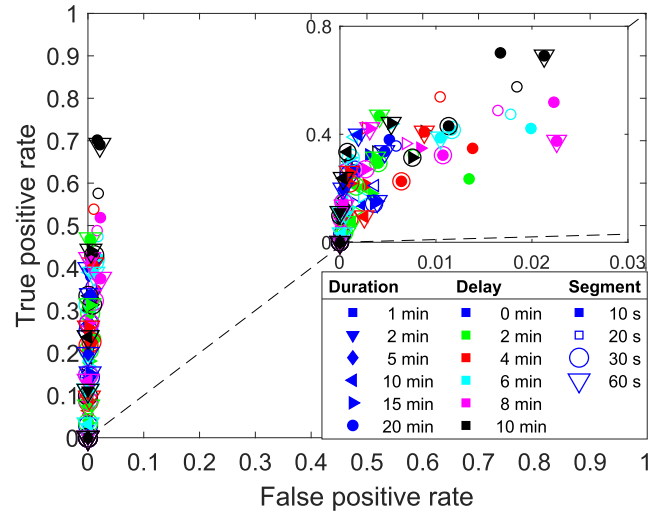 1
0.9
0.8
0.7
0.6
0.5
0.4
0.3
0.2
0.1
0
True positive rate
0.8
0.4
0
0 0.01 0.02 0.03
Duration Delay Segment
1 min 0 min 10 s
2 min 2 min 20 s
5 min 4 min 30 s
10 min 6 min 60 s
15 min 8 min
20 min 10 min
0 0.1 0.2 0.3 0.4 0.5 0.6 0.7 0.8 0.9 1
False positive rate